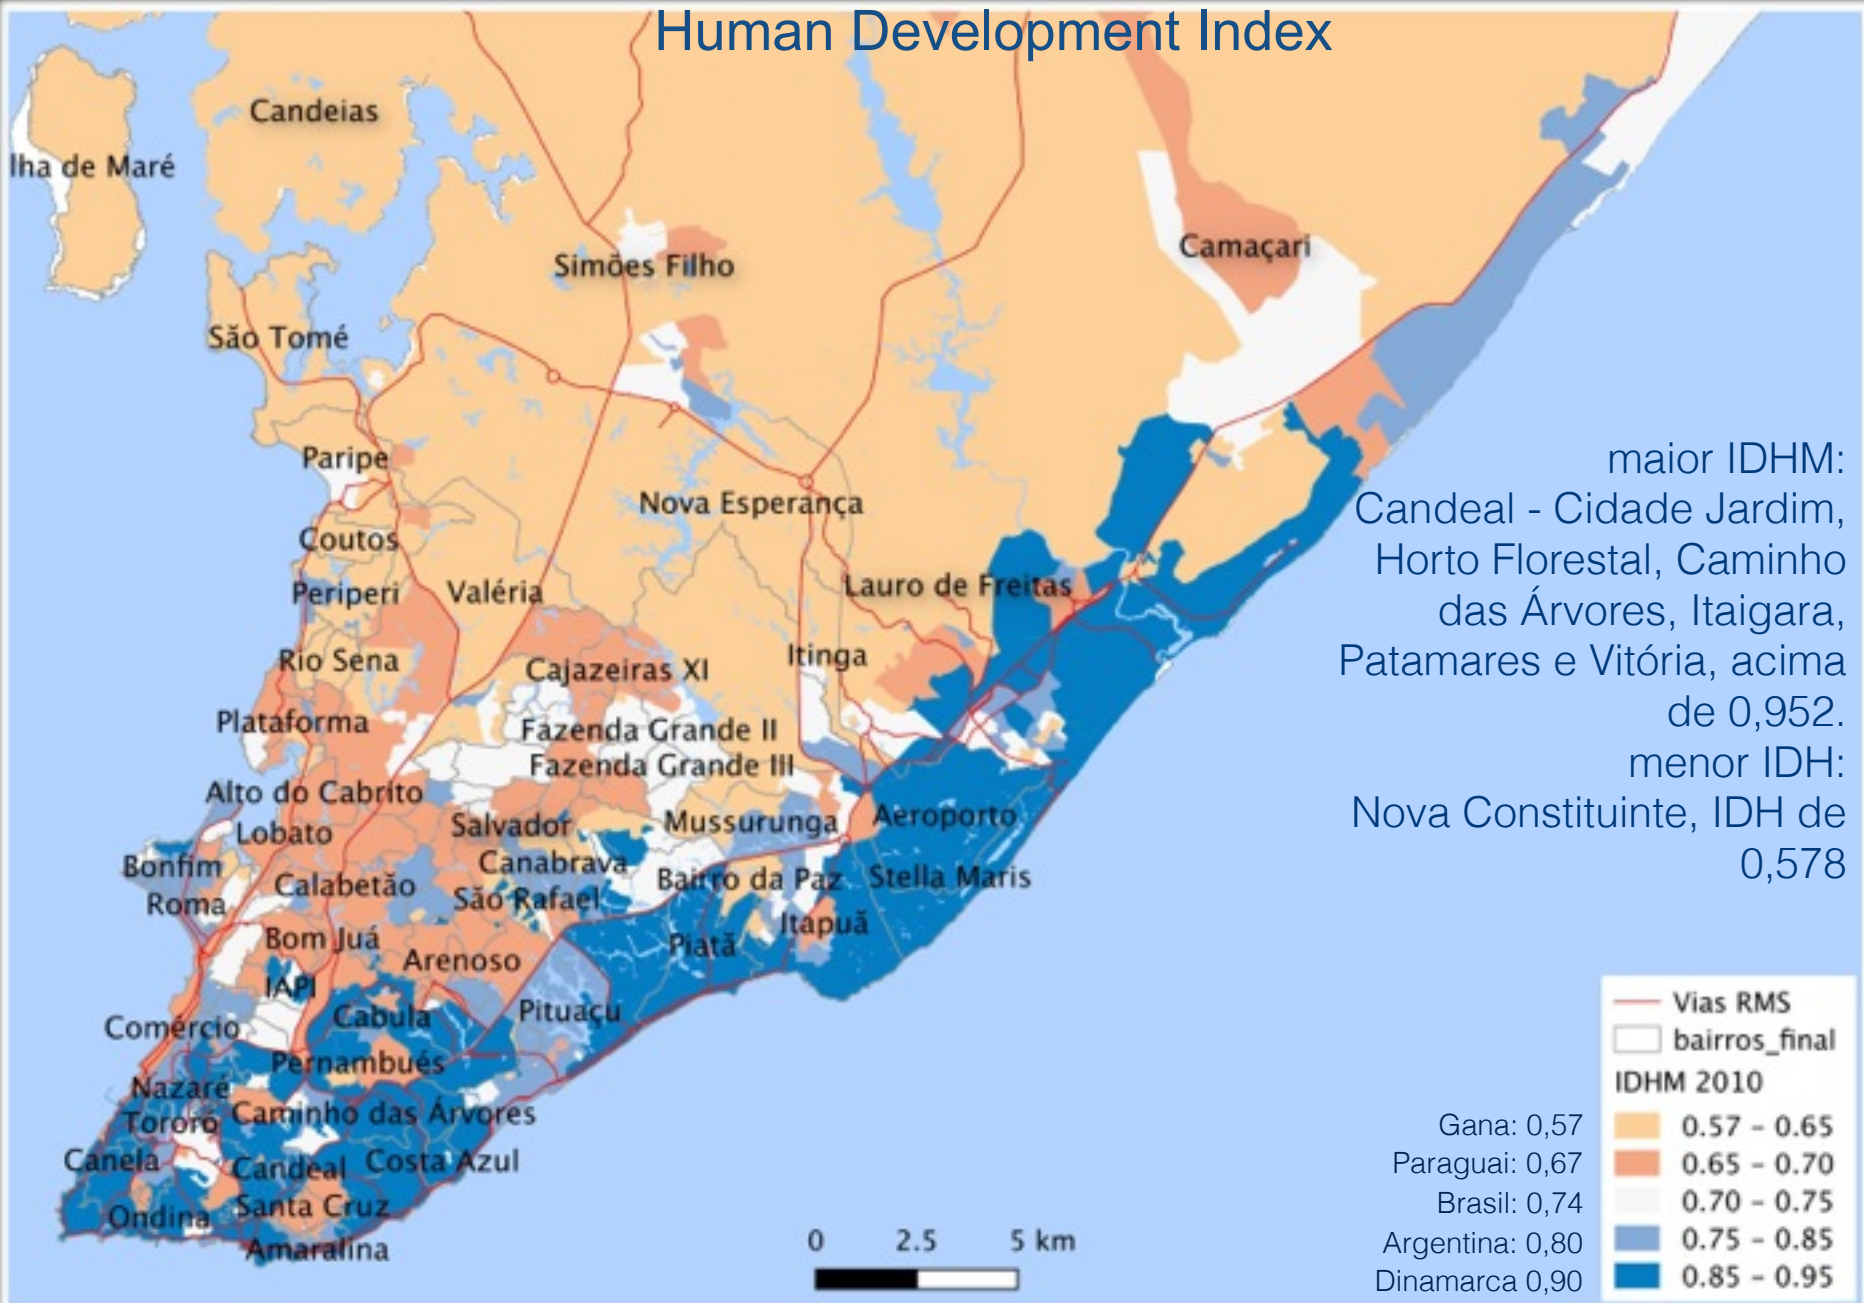 Human Development Index
Candeias
lha de Maré
Simões Filho
Camaçari
São Tomé
Paripe
Nova Esperança
Coutos
Periperi
Valéria
Lauro de Freitas
Rio Sena
Cajazeiras XI
Itinga
Plataforma
Fazenda Grande II
Fazenda Grande III
Alto do Cabrito
Lobato
Salvador
Mussurunga
Aeroporto
Bonfim
Canabrava
Calabetão
Bairro da Paz
Stella Maris
Roma
São Rafael
Itapuã
Bom Juá
Piatã
Arenoso
IAPI
Cabula
Pituaçu
Comércio
Pernambués
Nazaré
Tororó
Caminho das Árvores
Canela
Candeal
Costa Azul
Santa Cruz
Ondina
Amaralina
maior IDHM:
Candeal - Cidade Jardim,
Horto Florestal, Caminho
das Árvores, Itaigara,
Patamares e Vitória, acima
de 0,952.
menor IDH:
Nova Constituinte, IDH de
0,578
Vias RMS
bairros_final
IDHM 2010
Gana: 0,57
0.57 – 0.65
Paraguai: 0,67
0.65 – 0.70
Brasil: 0,74
0.70 – 0.75
Argentina: 0,80
0.75 – 0.85
Dinamarca 0,90
0.85 – 0.95
0 2.5 5 km